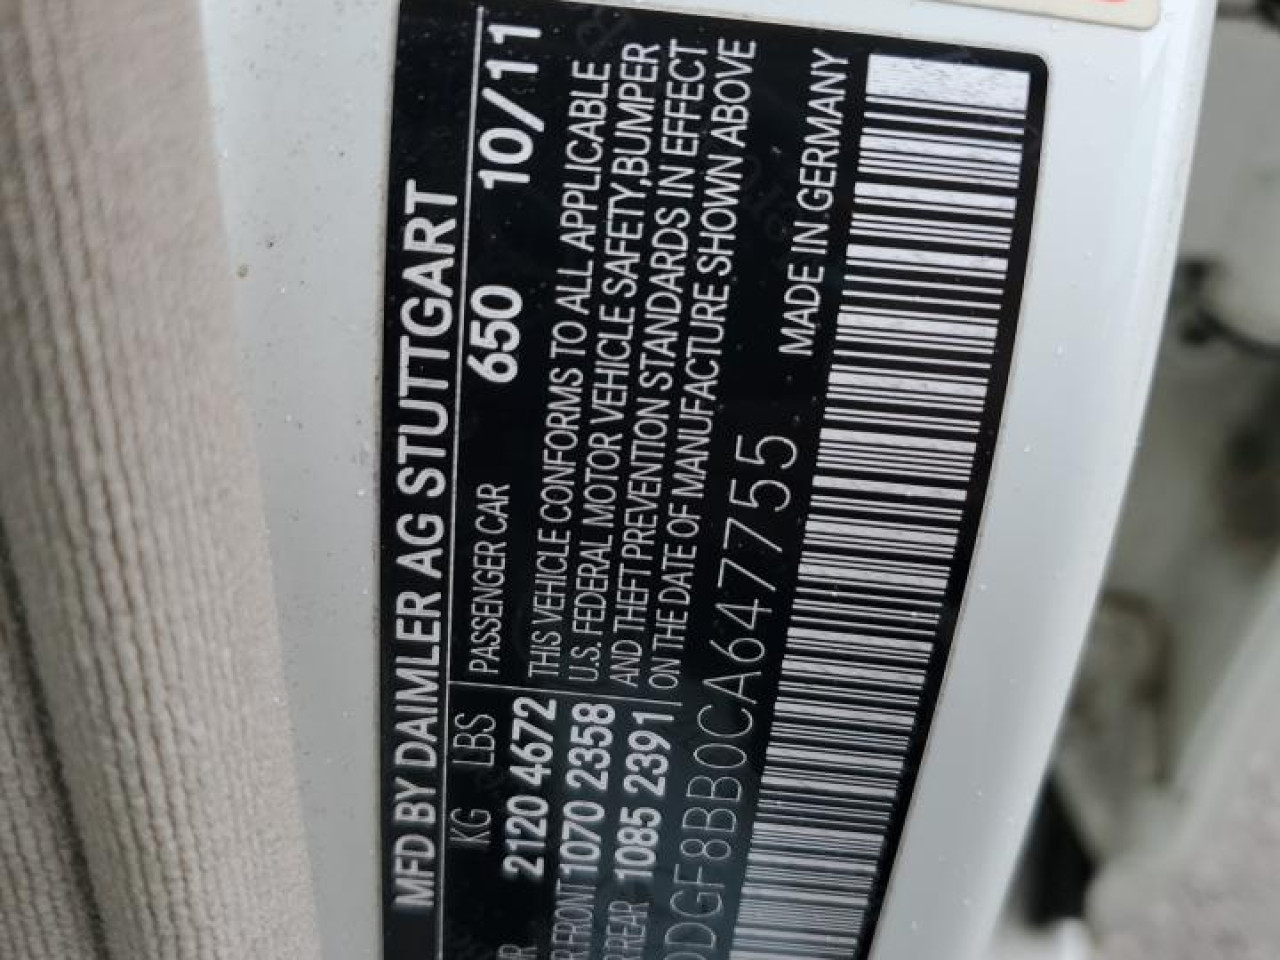 MFD BY DAIMLER AG STUTTGART
KG LBS PASSENGER CAR 650 10/11
2120 4672 THIS VEHICLE CONFORMS TO ALL APPLICABLE
FRONT 1070 2358 U.S. FEDERAL MOTOR VEHICLE SAFETY,BUMPER
REAR 1085 2391 AND THEFT PREVENTION STANDARDS IN EFFECT
ON THE DATE OF MANUFACTURE SHOWN ABOVE
DGF8BB0CA647755
MADE IN GERMANY